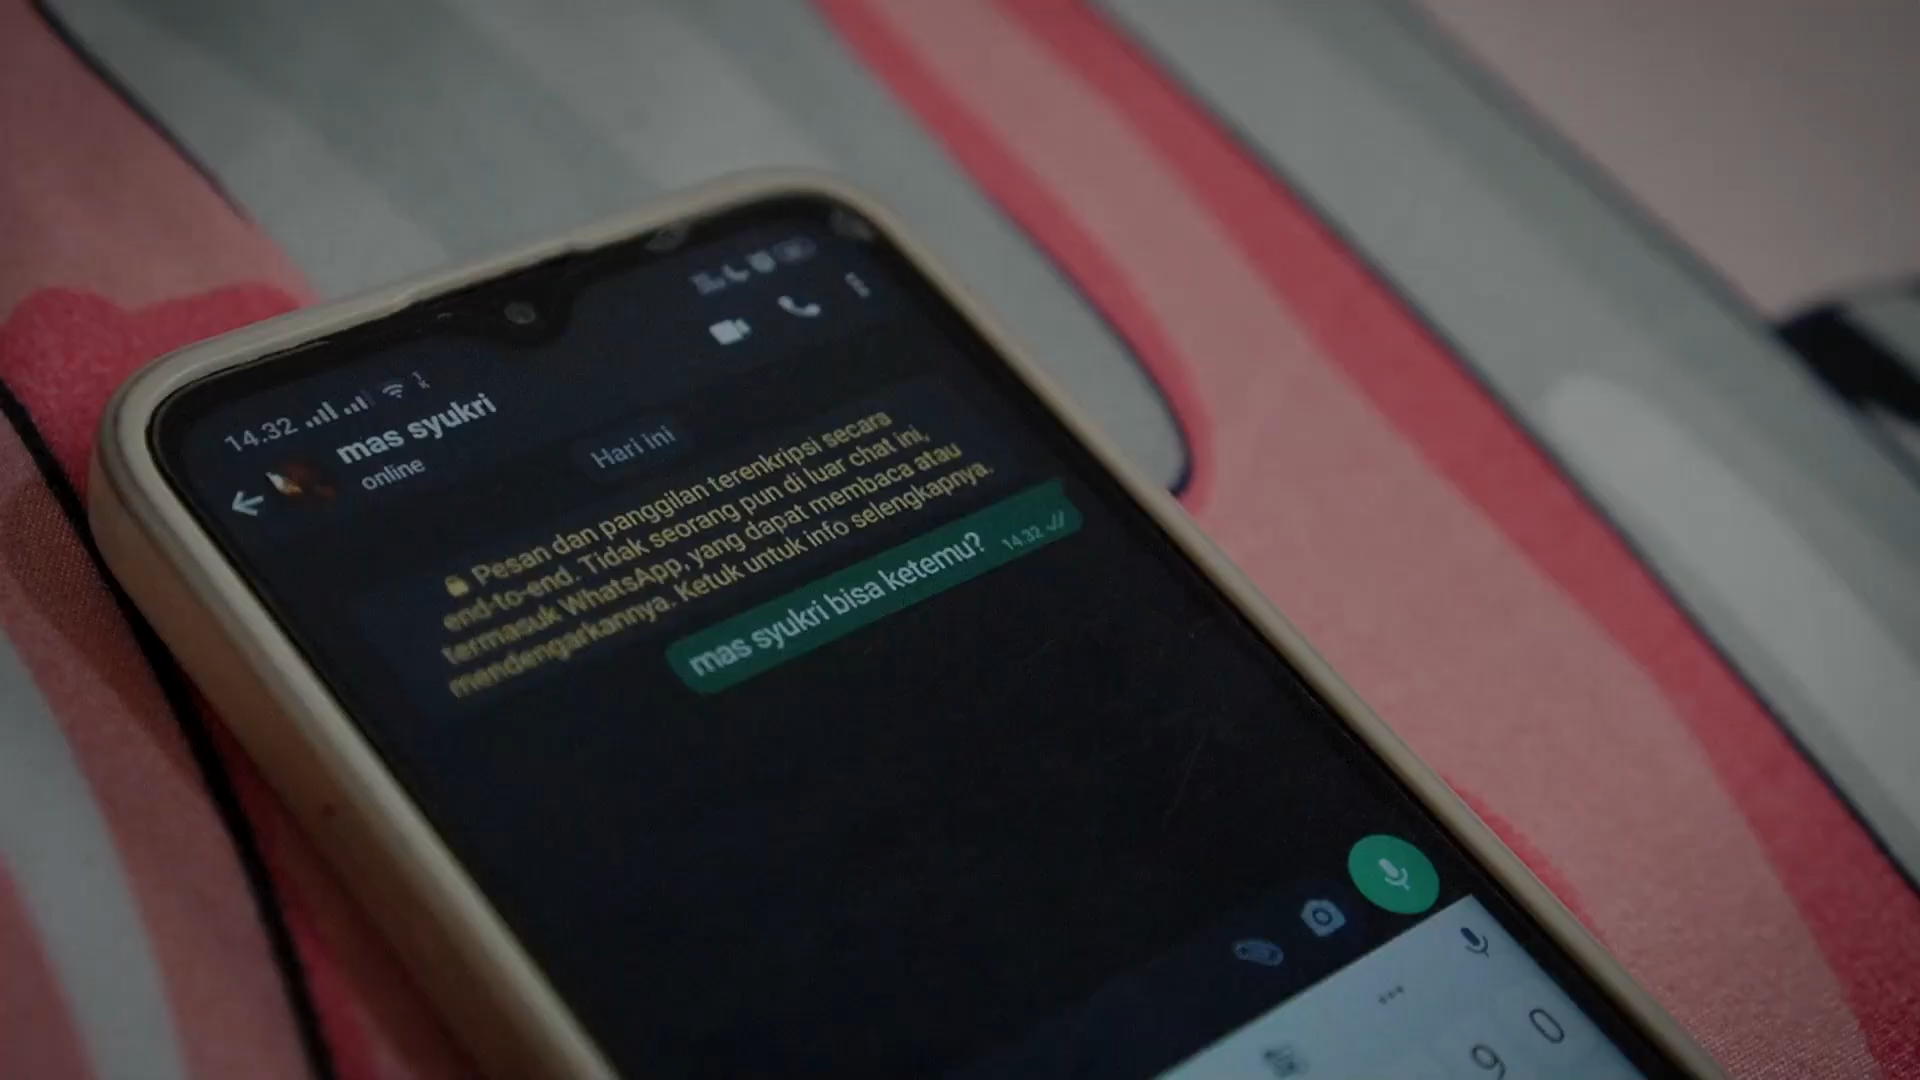 14.32
mas syukri
online
Hari ini
Pesan dan panggilan terenkripsi secara
end-to-end. Tidak seorang pun di luar chat ini,
termasuk WhatsApp, yang dapat membaca atau
mendengarkannya. Ketuk untuk info selengkapnya.
mas syukri bisa ketemu? 14.32
9 0